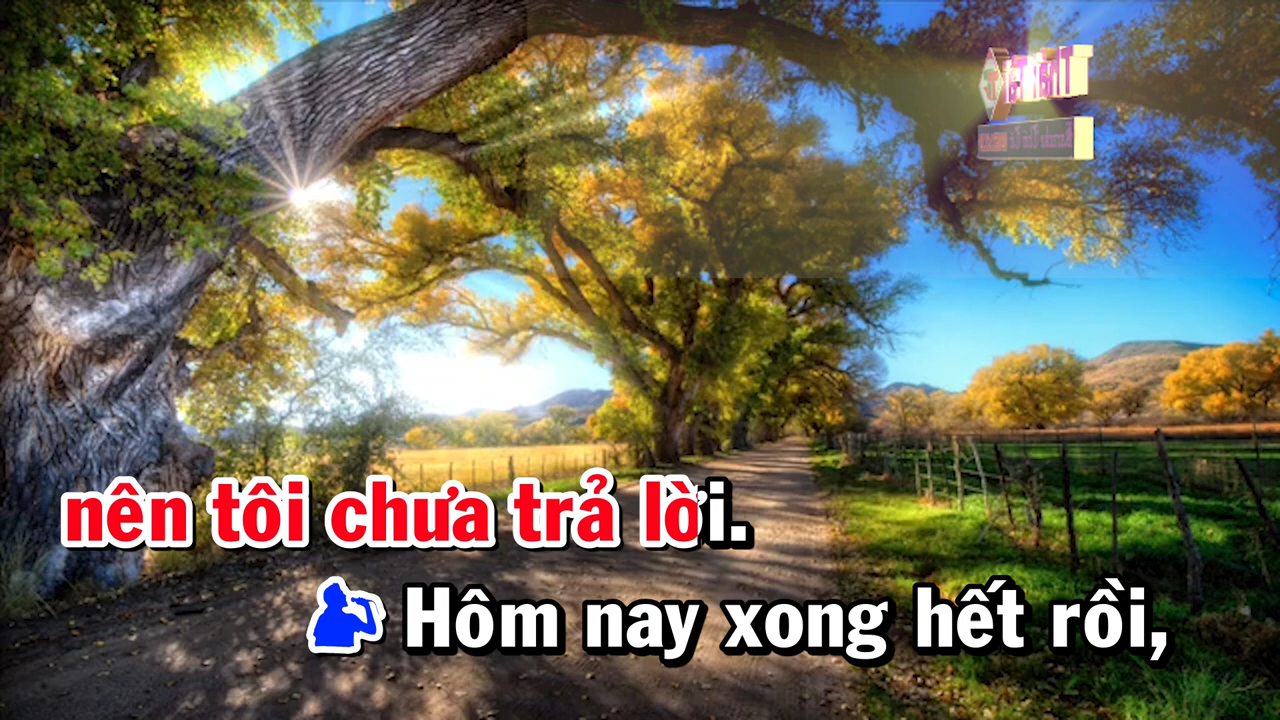 nên tôi chưa trả lời.
Hôm nay xong hết rồi,